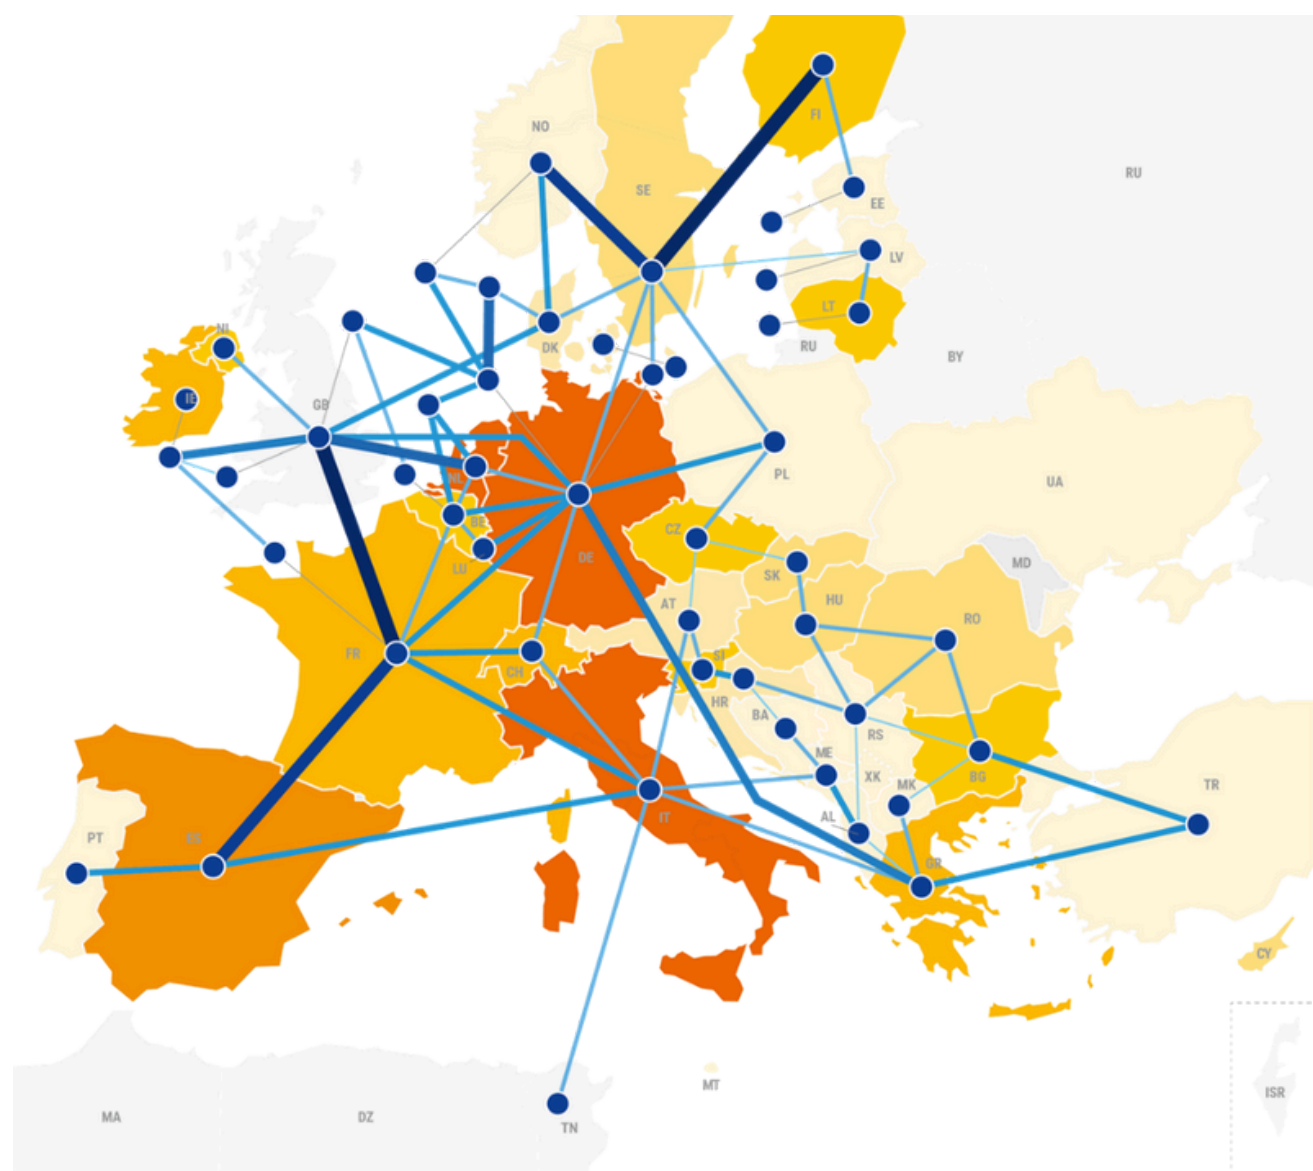 FI
NO
RU
SE
EE
LV
LT
NI
RU
DK
BY
IE
GB
PL
NL
UA
BE
CZ
DE
LU
MD
SK
AT
HU
RO
FR
SI
CH
HR
BA
RS
ME
XK
BG
MK
TR
IT
AL
PT
ES
GR
CY
MT
ISR
MA
DZ
TN